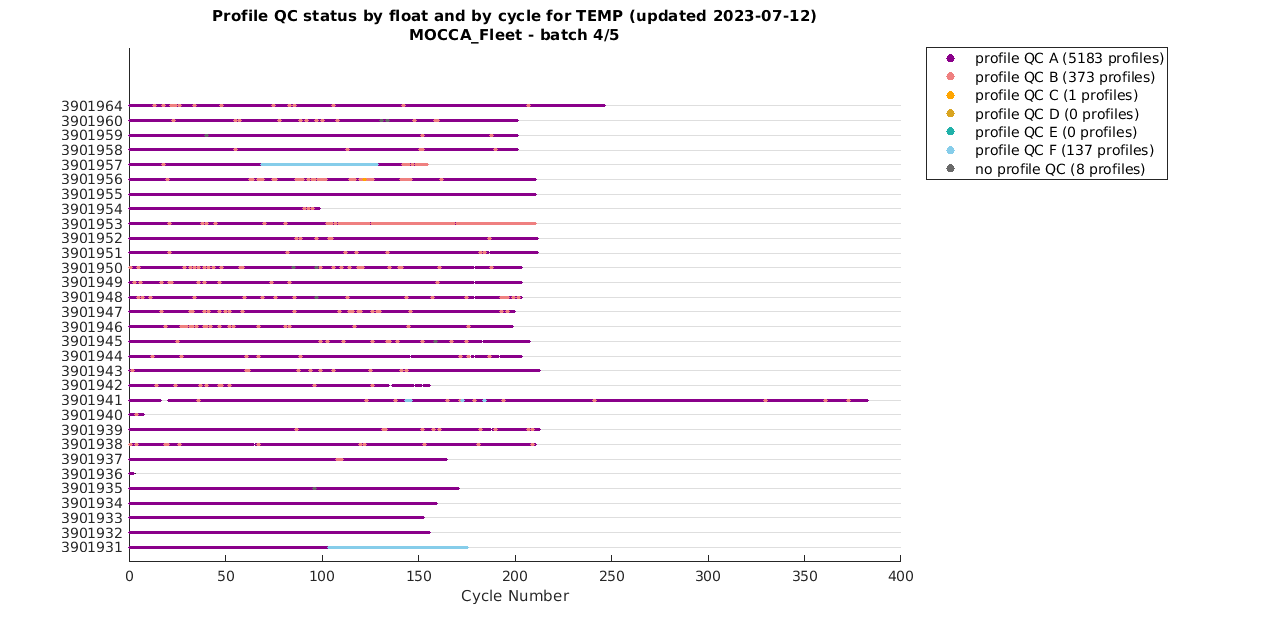 Profile QC status by float and by cycle for TEMP (updated 2023-07-12)
MOCCA_Fleet - batch 4/5
profile QC A (5183 profiles)
profile QC B (373 profiles)
profile QC C (1 profiles)
profile QC D (0 profiles)
profile QC E (0 profiles)
profile QC F (137 profiles)
no profile QC (8 profiles)
3901964
3901960
3901959
3901958
3901957
3901956
3901955
3901954
3901953
3901952
3901951
3901950
3901949
3901948
3901947
3901946
3901945
3901944
3901943
3901942
3901941
3901940
3901939
3901938
3901937
3901936
3901935
3901934
3901933
3901932
3901931
0 50 100 150 200 250 300 350 400
Cycle Number